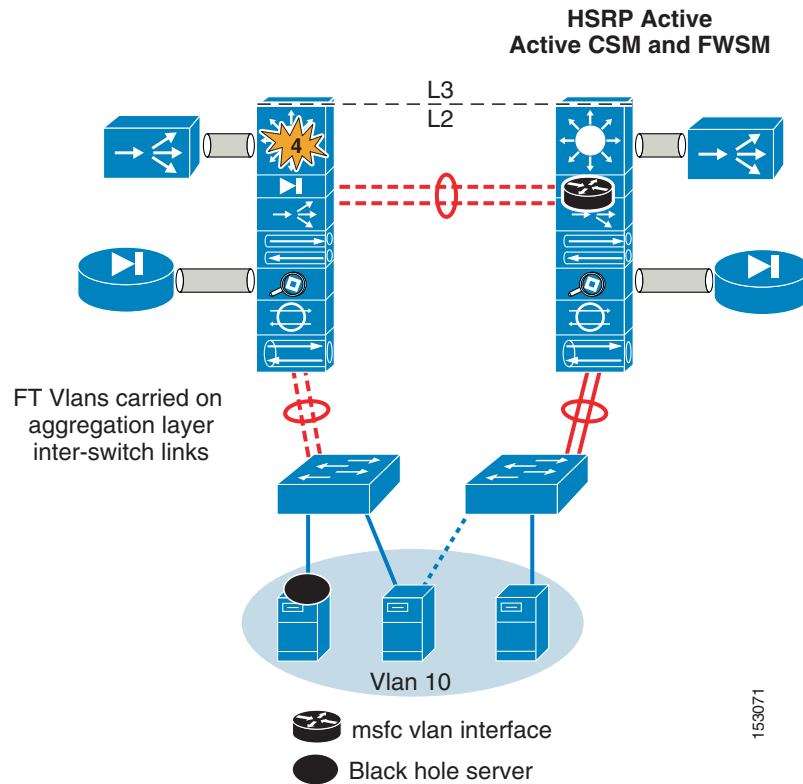 HSRP Active
Active CSM and FWSM
L3
L2
4
FT Vlans carried on
aggregation layer
inter-switch links
Vlan 10
msfc vlan interface
Black hole server
153071